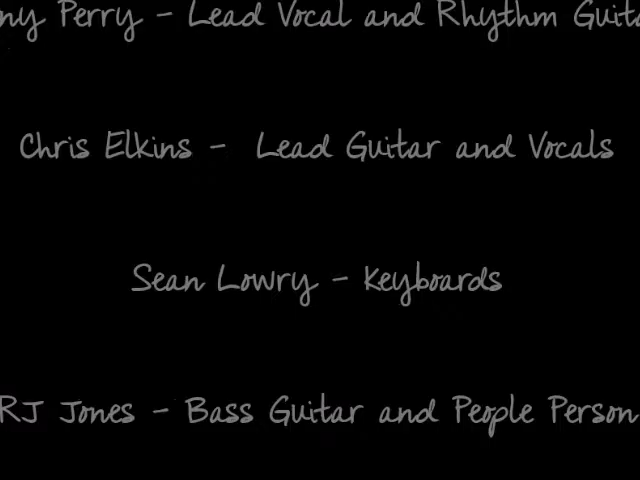 Perry - Lead Vocal and Rhythm
Chris Elkins - Lead Guitar and Vocals
Sean Lowry - Keyboards
RJ Jones - Bass Guitar and People Person